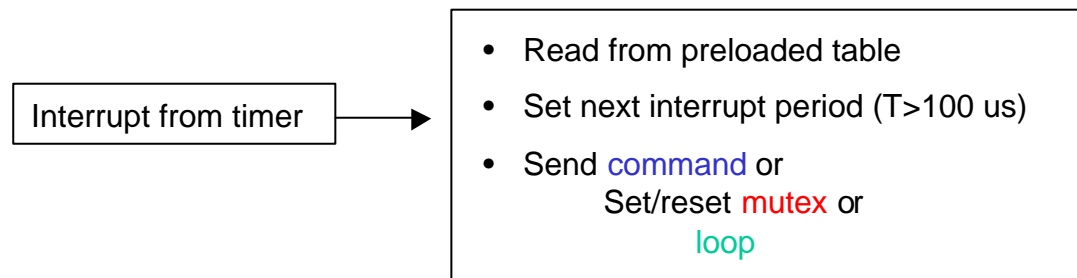 Interrupt from timer
• Read from preloaded table
• Set next interrupt period (T>100 us)
• Send command or
Set/reset mutex or
loop